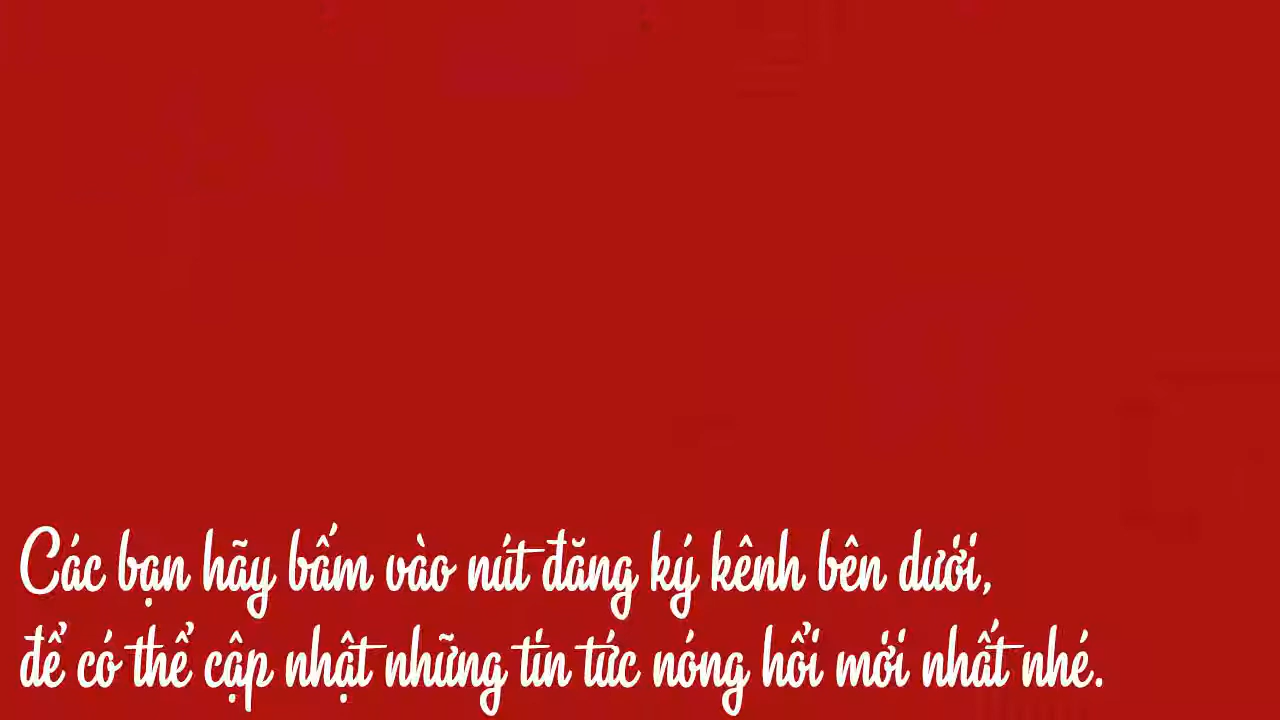 Các bạn hãy bấm vào nút đăng ký kênh bên dưới,
để có thể cập nhật những tin tức nóng hổi mới nhất nhé.